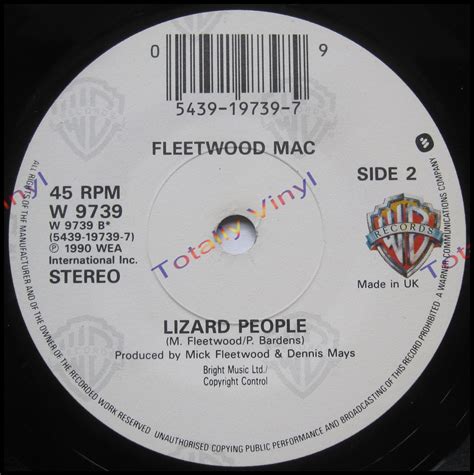 0 9
5439-19739-7
FLEETWOOD MAC
45 RPM
W 9739
W 9739 B*
(5439-19739-7)
Ⓟ 1990 WEA
International Inc.
STEREO
SIDE 2
WB
RECORDS
Made in UK
LIZARD PEOPLE
(M. Fleetwood/P. Bardens)
Produced by Mick Fleetwood & Dennis Mays
Bright Music Ltd./
Copyright Control
ALL RIGHTS OF THE MANUFACTURER AND OF THE OWNER OF THE RECORDED WORK RESERVED UNAUTHORISED COPYING PUBLIC PERFORMANCE AND BROADCASTING OF THIS RECORD PROHIBITED A WARNER COMMUNICATIONS COMPANY
Totally Vinyl